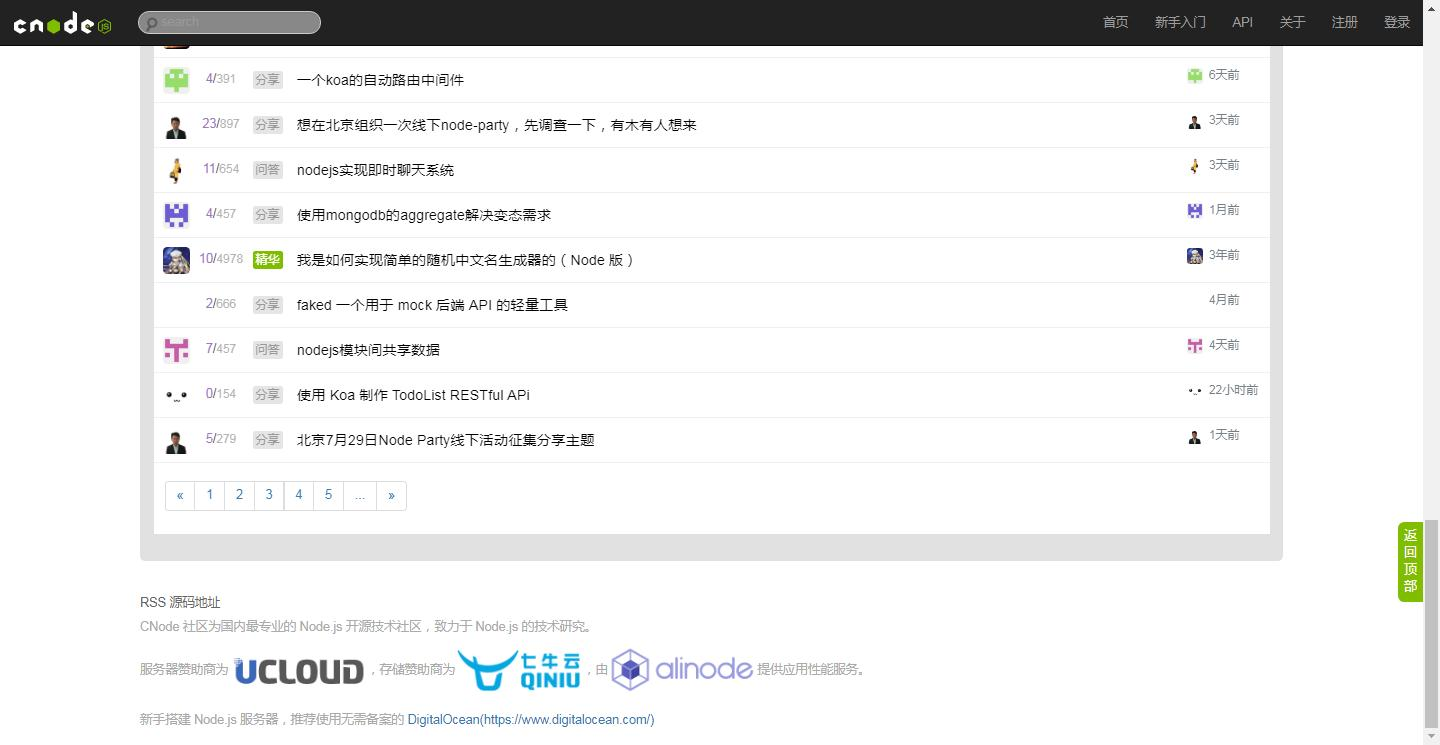 cnode JS search 首页 新手入门 API 关于 注册 登录
4/391 分享 一个koa的自动路由中间件 6天前
23/897 分享 想在北京组织一次线下node-party，先调查一下，有木有人想来 3天前
11/654 问答 nodejs实现即时聊天系统 3天前
4/457 分享 使用mongodb的aggregate解决变态需求 1月前
10/4978 精华 我是如何实现简单的随机中文名生成器的（Node 版） 3年前
2/666 分享 faked 一个用于 mock 后端 API 的轻量工具 4月前
7/457 问答 nodejs模块间共享数据 4天前
0/154 分享 使用 Koa 制作 TodoList RESTful APi 22小时前
5/279 分享 北京7月29日Node Party线下活动征集分享主题 1天前
« 1 2 3 4 5 ... »
返回顶部
RSS 源码地址
CNode 社区为国内最专业的 Node.js 开源技术社区，致力于 Node.js 的技术研究。
服务器赞助商为 UCLOUD ，存储赞助商为 七牛云 QINIU ，由 alinode 提供应用性能服务。
新手搭建 Node.js 服务器，推荐使用无需备案的 DigitalOcean(https://www.digitalocean.com/)